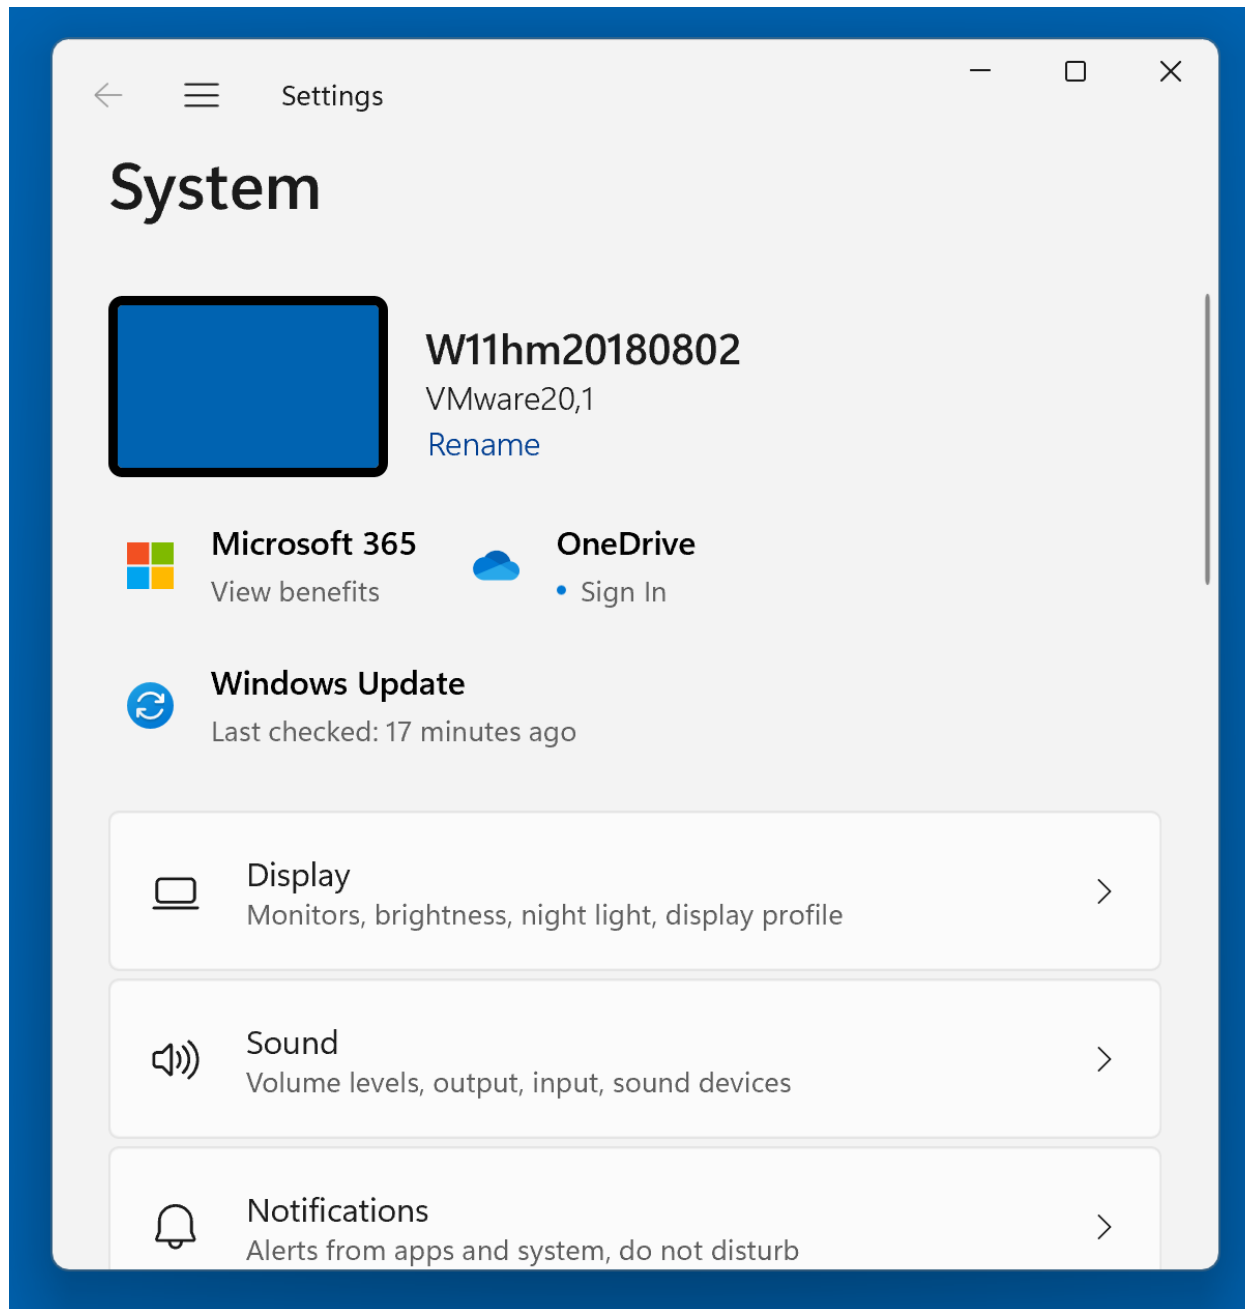 Settings
System
W11hm20180802
VMware20,1
Rename
Microsoft 365
View benefits
OneDrive
• Sign In
Windows Update
Last checked: 17 minutes ago
Display
Monitors, brightness, night light, display profile
Sound
Volume levels, output, input, sound devices
Notifications
Alerts from apps and system, do not disturb